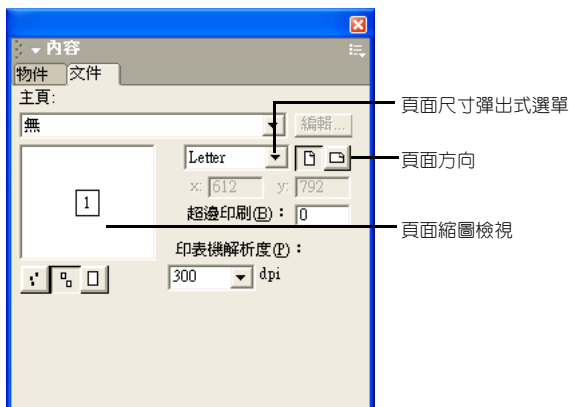 內容
物件 文件
主頁:
無 編輯...
頁面尺寸彈出式選單
Letter
頁面方向
x: 612 y: 792
1
超邊印刷(B)： 0
頁面縮圖檢視
印表機解析度(P)：
300 dpi